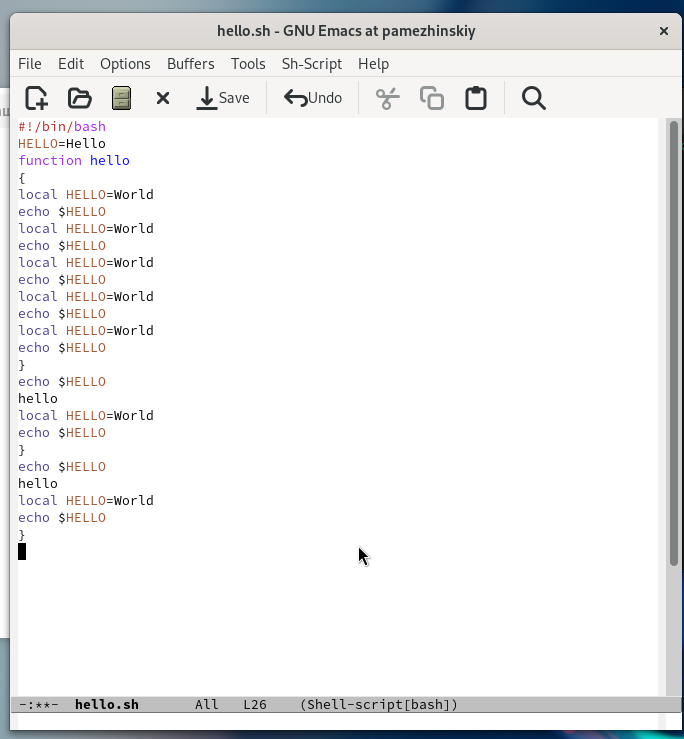 hello.sh - GNU Emacs at pamezhinskiy
File Edit Options Buffers Tools Sh-Script Help
Save Undo
#!/bin/bash
HELLO=Hello
function hello
{
local HELLO=World
echo $HELLO
local HELLO=World
echo $HELLO
local HELLO=World
echo $HELLO
local HELLO=World
echo $HELLO
local HELLO=World
echo $HELLO
}
echo $HELLO
hello
local HELLO=World
echo $HELLO
}
echo $HELLO
hello
local HELLO=World
echo $HELLO
}
-:**- hello.sh All L26 (Shell-script[bash])